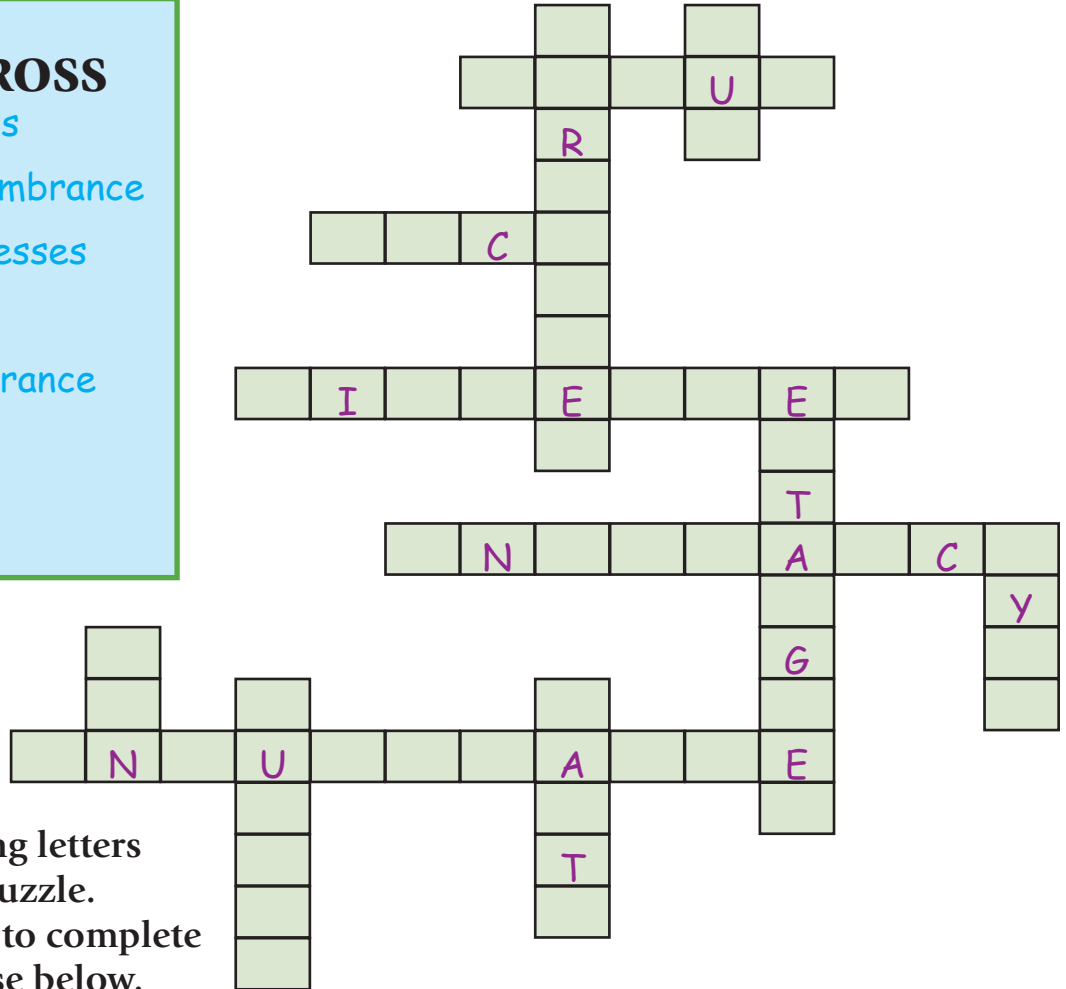 ROSS
s
mbrance
esses
rance
U
R
C
I E E
T
N A C
Y
G
N U A E
T
ng letters
uzzle.
to complete
se below.